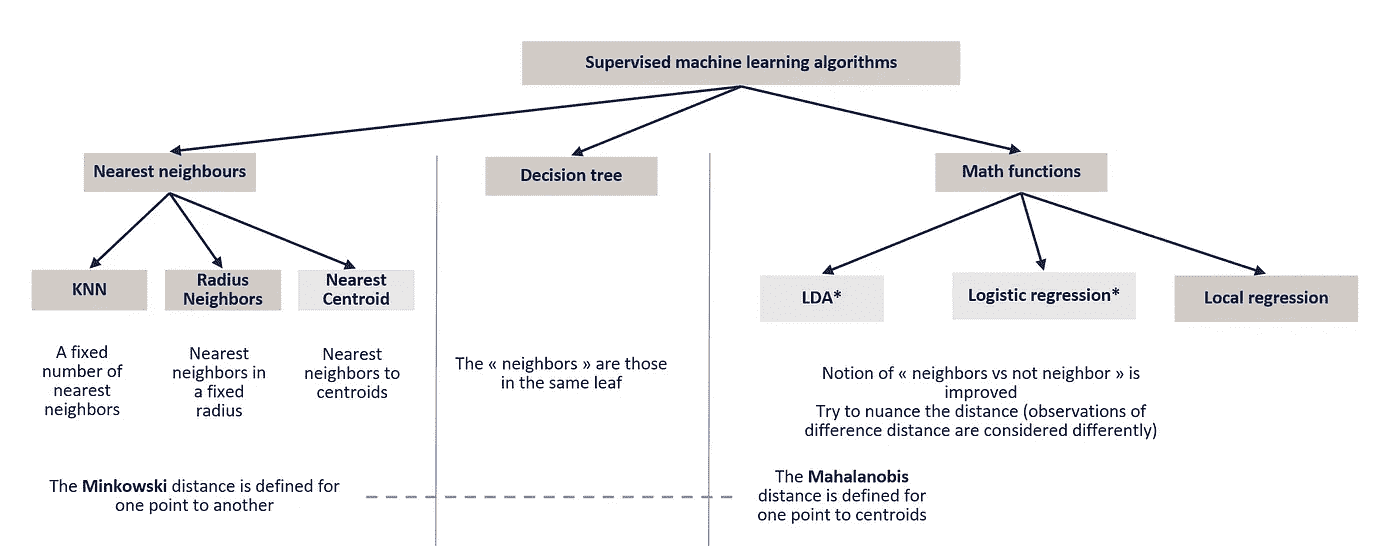 Supervised machine learning algorithms
Nearest neighbours
Decision tree
Math functions
KNN
Radius
Neighbors
Nearest
Centroid
LDA*
Logistic regression*
Local regression
A fixed
number of
nearest
neighbors
Nearest
neighbors in
a fixed
radius
Nearest
neighbors to
centroids
The « neighbors » are those
in the same leaf
Notion of « neighbors vs not neighbor » is
improved
Try to nuance the distance (observations of
difference distance are considered differently)
The Minkowski distance is defined for
one point to another
The Mahalanobis
distance is defined for
one point to centroids